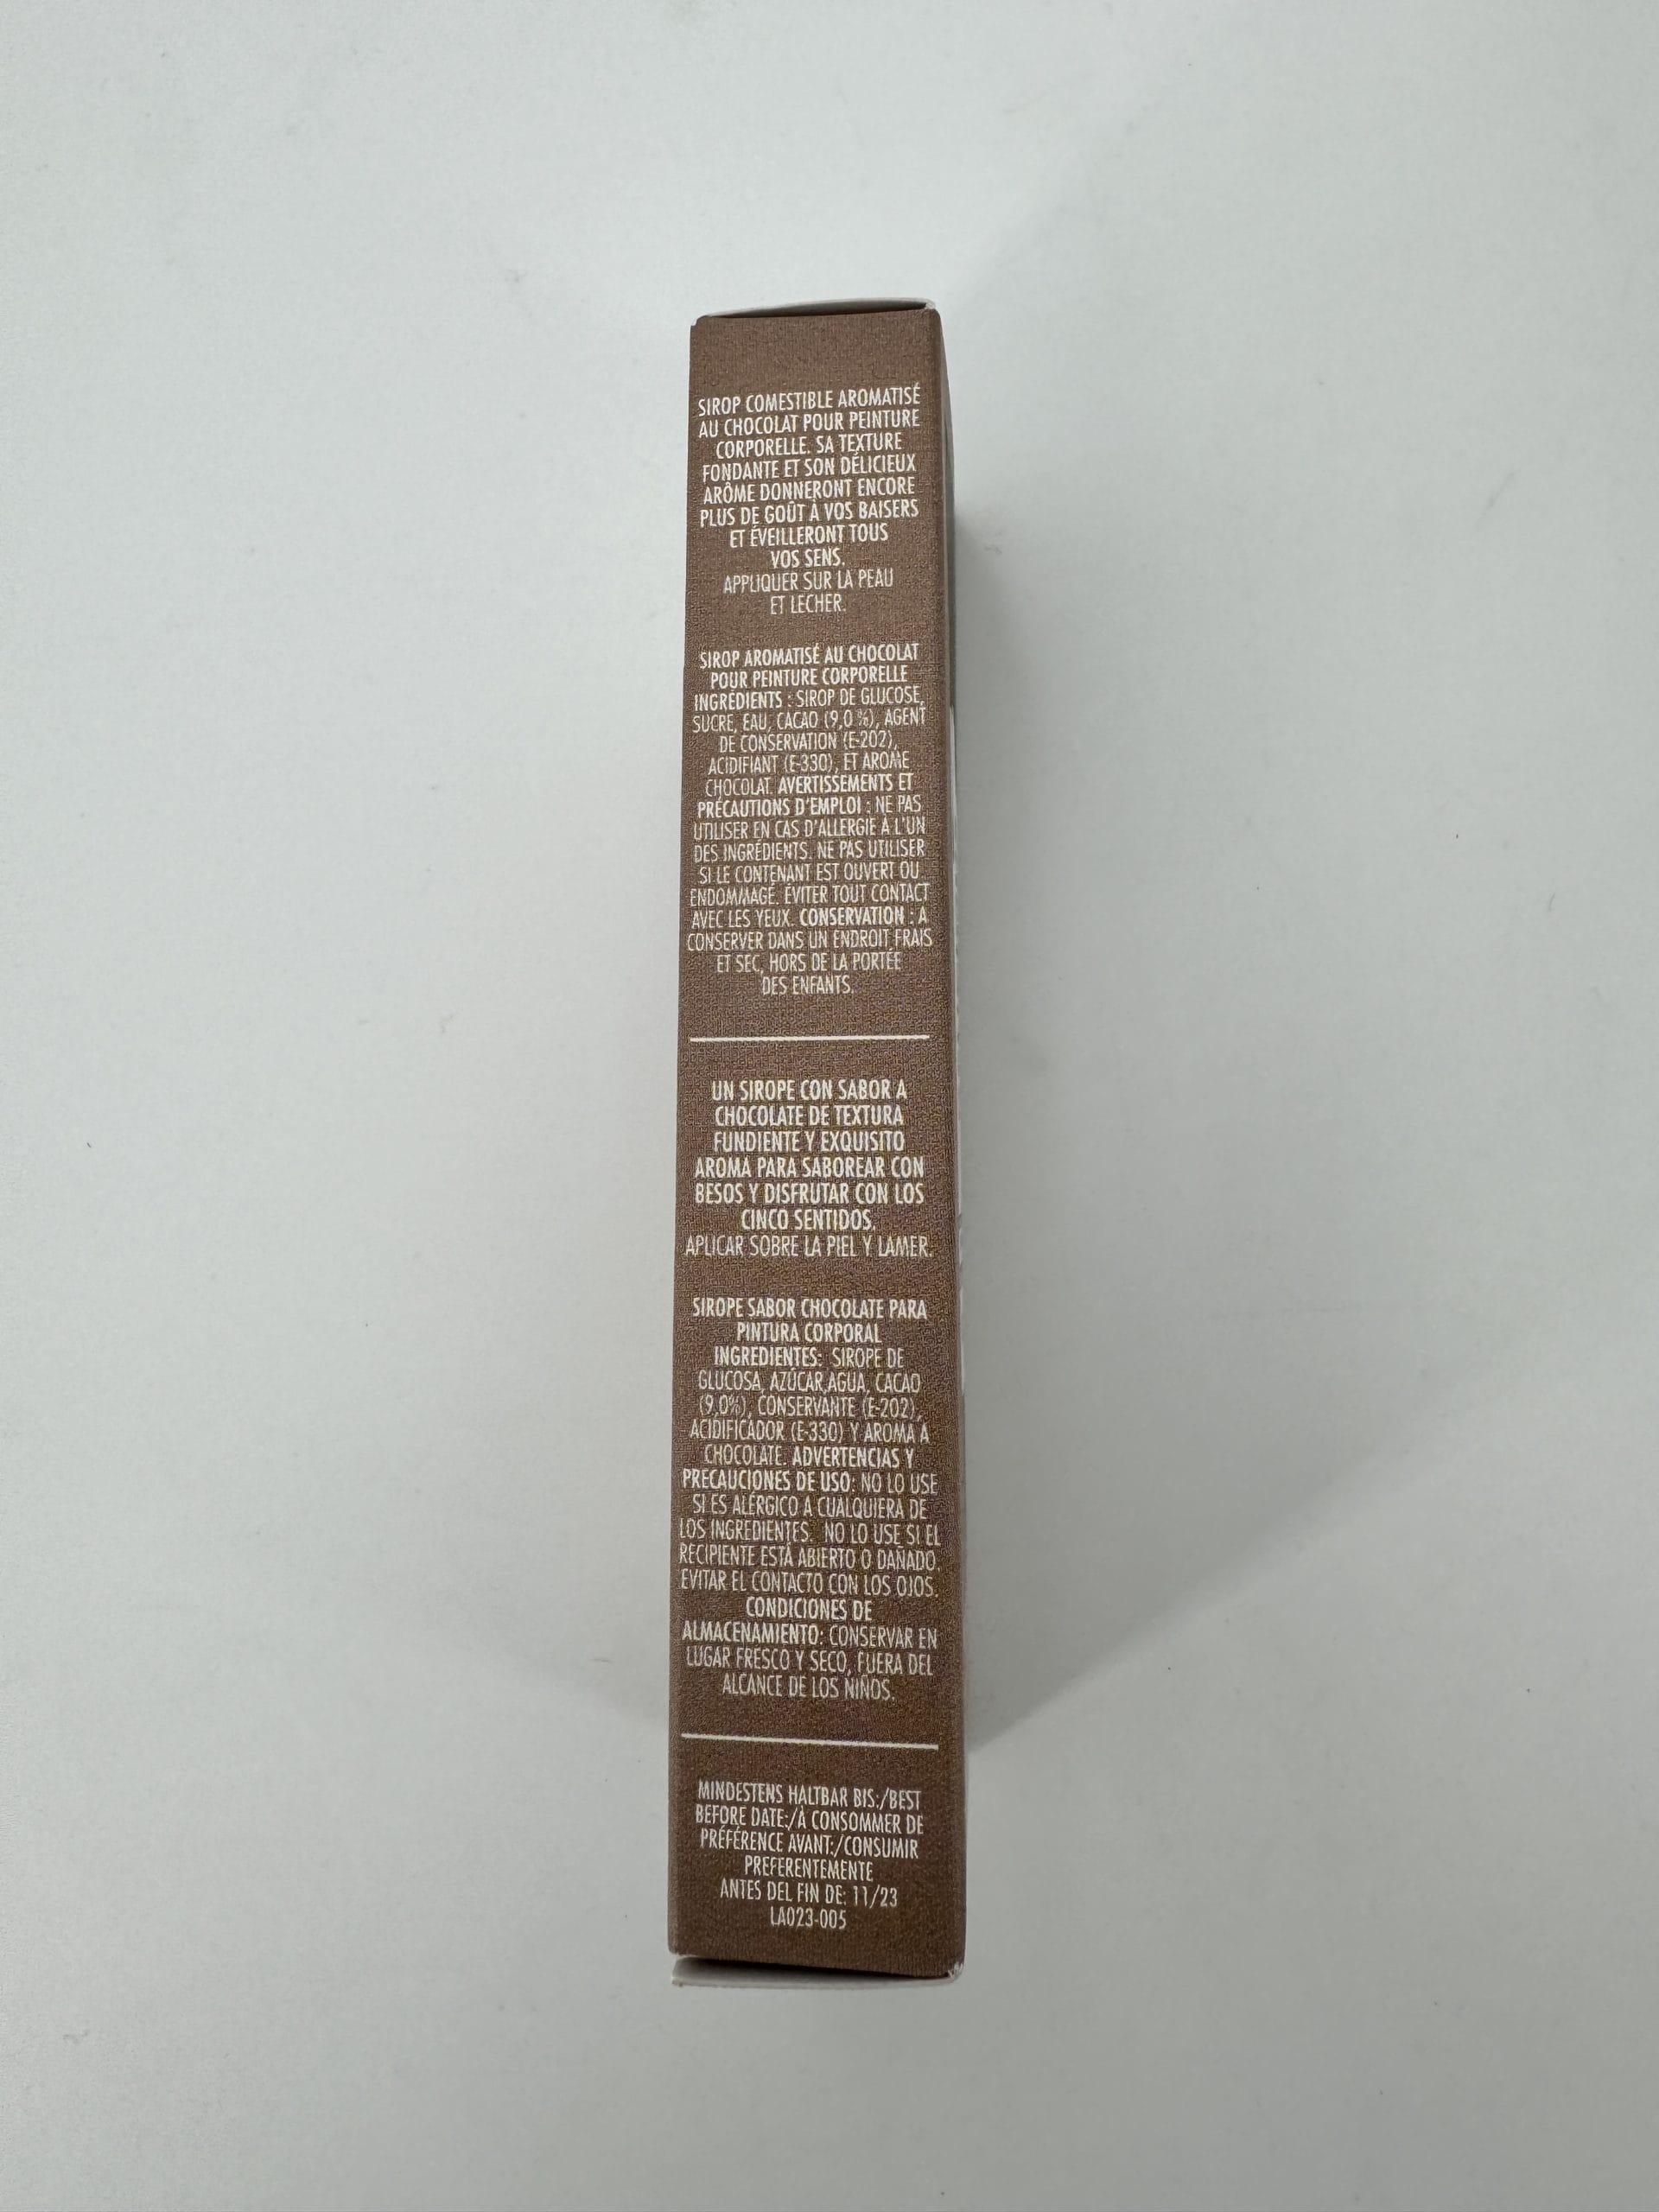 SIROP COMESTIBLE AROMATISÉ
AU CHOCOLAT POUR PEINTURE
CORPORELLE. SA TEXTURE
FONDANTE ET SON DÉLICIEUX
ARÔME DONNERONT ENCORE
PLUS DE GOÛT À VOS BAISERS
ET ÉVEILLERONT TOUS
VOS SENS.
APPLIQUER SUR LA PEAU
ET LECHER.
SIROP AROMATISÉ AU CHOCOLAT
POUR PEINTURE CORPORELLE
INGRÉDIENTS : SIROP DE GLUCOSE,
SUCRE, EAU, CACAO (9,0 %), AGENT
DE CONSERVATION (E-202),
ACIDIFIANT (E-330), ET AROME
CHOCOLAT. AVERTISSEMENTS ET
PRÉCAUTIONS D'EMPLOI : NE PAS
UTILISER EN CAS D'ALLERGIE À L'UN
DES INGRÉDIENTS. NE PAS UTILISER
SI LE CONTENANT EST OUVERT OU
ENDOMMAGÉ. ÉVITER TOUT CONTACT
AVEC LES YEUX. CONSERVATION : À
CONSERVER DANS UN ENDROIT FRAIS
ET SEC, HORS DE LA PORTÉE
DES ENFANTS.
UN SIROPE CON SABOR A
CHOCOLATE DE TEXTURA
FUNDIENTE Y EXQUISITO
AROMA PARA SABOREAR CON
BESOS Y DISFRUTAR CON LOS
CINCO SENTIDOS.
APLICAR SOBRE LA PIEL Y LAMER.
SIROPE SABOR CHOCOLATE PARA
PINTURA CORPORAL
INGREDIENTES: SIROPE DE
GLUCOSA, AZÚCAR,AGUA, CACAO
(9,0%), CONSERVANTE (E-202),
ACIDIFICADOR (E-330) Y AROMA A
CHOCOLATE. ADVERTENCIAS Y
PRECAUCIONES DE USO: NO LO USE
SI ES ALÉRGICO A CUALQUIERA DE
LOS INGREDIENTES. NO LO USE SI EL
RECIPIENTE ESTÁ ABIERTO O DAÑADO.
EVITAR EL CONTACTO CON LOS OJOS.
CONDICIONES DE
ALMACENAMIENTO: CONSERVAR EN
LUGAR FRESCO Y SECO, FUERA DEL
ALCANCE DE LOS NIÑOS.
MINDESTENS HALTBAR BIS:/BEST
BEFORE DATE:/À CONSOMMER DE
PRÉFÉRENCE AVANT:/CONSUMIR
PREFERENTEMENTE
ANTES DEL FIN DE: 11/23
LA023-005